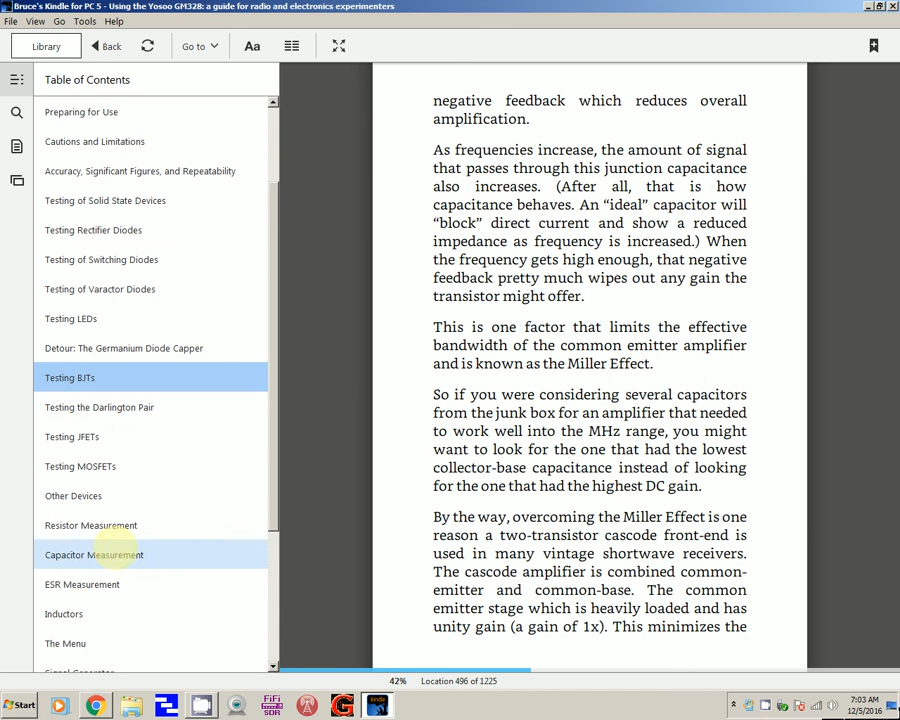 Bruce's Kindle for PC 5 - Using the Yosoo GM328: a guide for radio and electronics experimenters
File View Go Tools Help
Library
Back
Go to
Aa
Table of Contents
Preparing for Use
Cautions and Limitations
Accuracy, Significant Figures, and Repeatability
Testing of Solid State Devices
Testing Rectifier Diodes
Testing of Switching Diodes
Testing of Varactor Diodes
Testing LEDs
Detour: The Germanium Diode Capper
Testing BJTs
Testing the Darlington Pair
Testing JFETs
Testing MOSFETs
Other Devices
Resistor Measurement
Capacitor Measurement
ESR Measurement
Inductors
The Menu
Signal Generator
negative feedback which reduces overall
amplification.
As frequencies increase, the amount of signal
that passes through this junction capacitance
also increases. (After all, that is how
capacitance behaves. An “ideal” capacitor will
“block” direct current and show a reduced
impedance as frequency is increased.) When
the frequency gets high enough, that negative
feedback pretty much wipes out any gain the
transistor might offer.
This is one factor that limits the effective
bandwidth of the common emitter amplifier
and is known as the Miller Effect.
So if you were considering several capacitors
from the junk box for an amplifier that needed
to work well into the MHz range, you might
want to look for the one that had the lowest
collector-base capacitance instead of looking
for the one that had the highest DC gain.
By the way, overcoming the Miller Effect is one
reason a two-transistor cascode front-end is
used in many vintage shortwave receivers.
The cascode amplifier is combined common-
emitter and common-base. The common
emitter stage which is heavily loaded and has
unity gain (a gain of 1x). This minimizes the
42% Location 496 of 1225
Start
FiFi
SDR
kindle
7:03 AM
12/5/2016